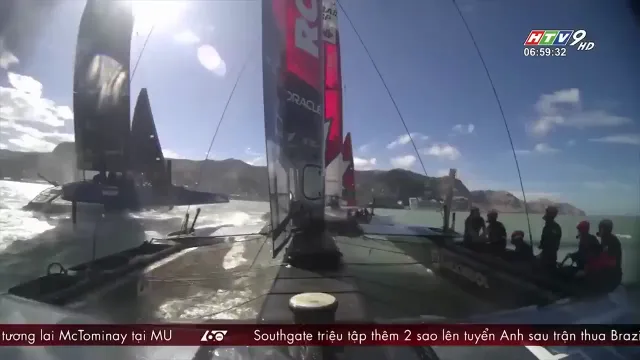 HTV9 HD
06:59:32
RO
ORACLE
tương lai McTominay tại MU
Southgate triệu tập thêm 2 sao lên tuyển Anh sau trận thua Brazi